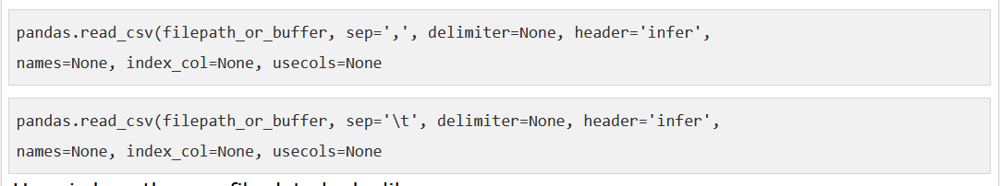 pandas.read_csv(filepath_or_buffer, sep=',', delimiter=None, header='infer',
names=None, index_col=None, usecols=None
pandas.read_csv(filepath_or_buffer, sep='\t', delimiter=None, header='infer',
names=None, index_col=None, usecols=None